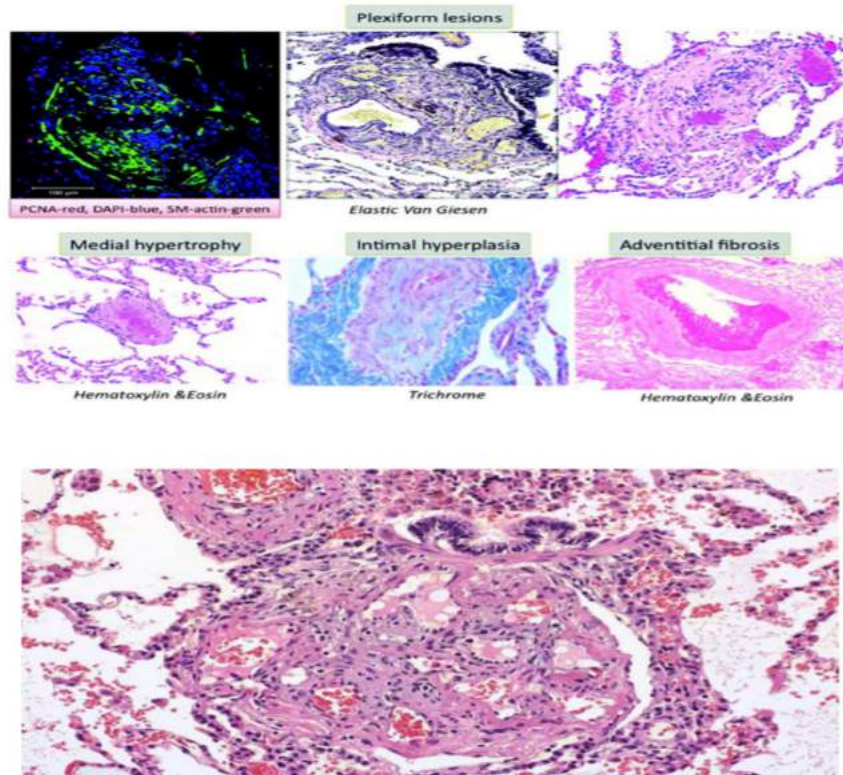 Plexiform lesions
100 µm
PCNA-red, DAPI-blue, SM-actin-green
Elastic Van Giesen
Medial hypertrophy
Intimal hyperplasia
Adventitial fibrosis
Hematoxylin &Eosin
Trichrome
Hematoxylin &Eosin